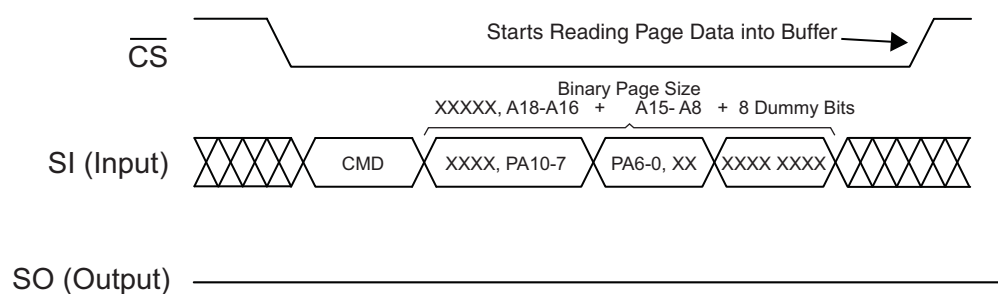 Starts Reading Page Data into Buffer
CS
Binary Page Size
XXXXX, A18-A16 + A15- A8 + 8 Dummy Bits
SI (Input) CMD XXXX, PA10-7 PA6-0, XX XXXX XXXX
SO (Output)